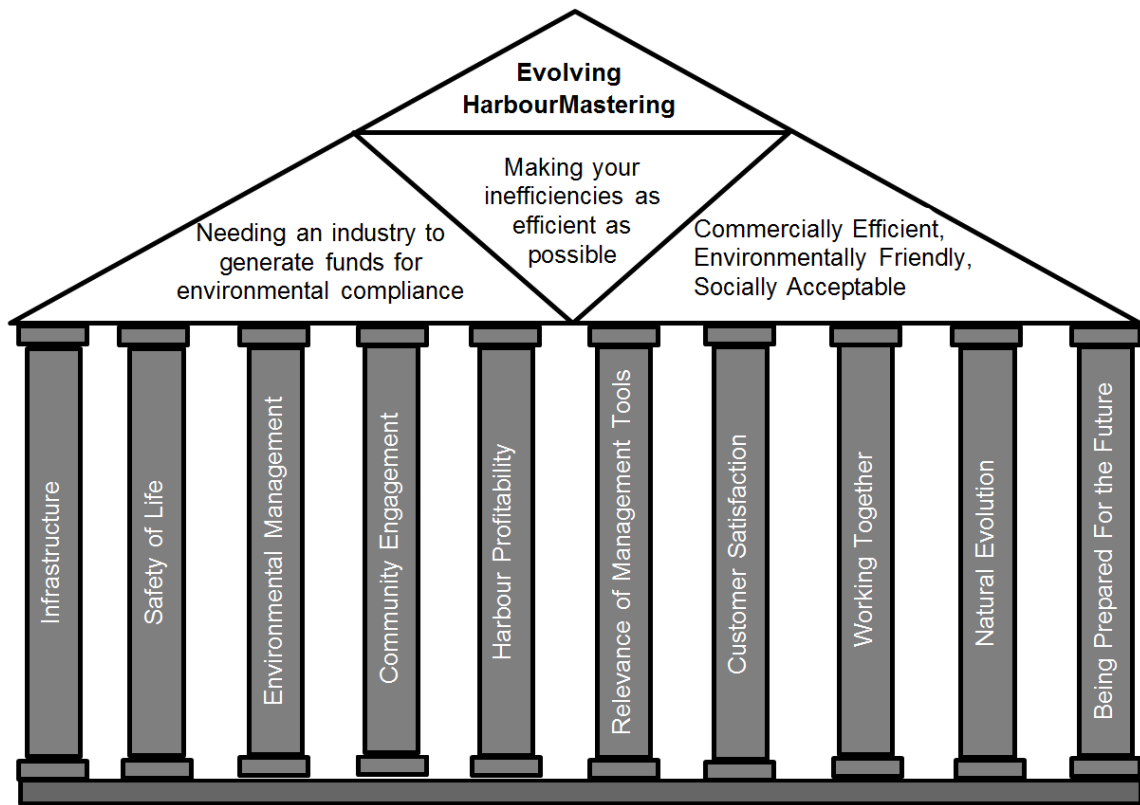 Evolving
HarbourMastering
Making your
inefficiencies as
efficient as
possible
Needing an industry to
generate funds for
environmental compliance
Commercially Efficient,
Environmentally Friendly,
Socially Acceptable
Infrastructure
Safety of Life
Environmental Management
Community Engagement
Harbour Profitability
Relevance of Management Tools
Customer Satisfaction
Working Together
Natural Evolution
Being Prepared For the Future